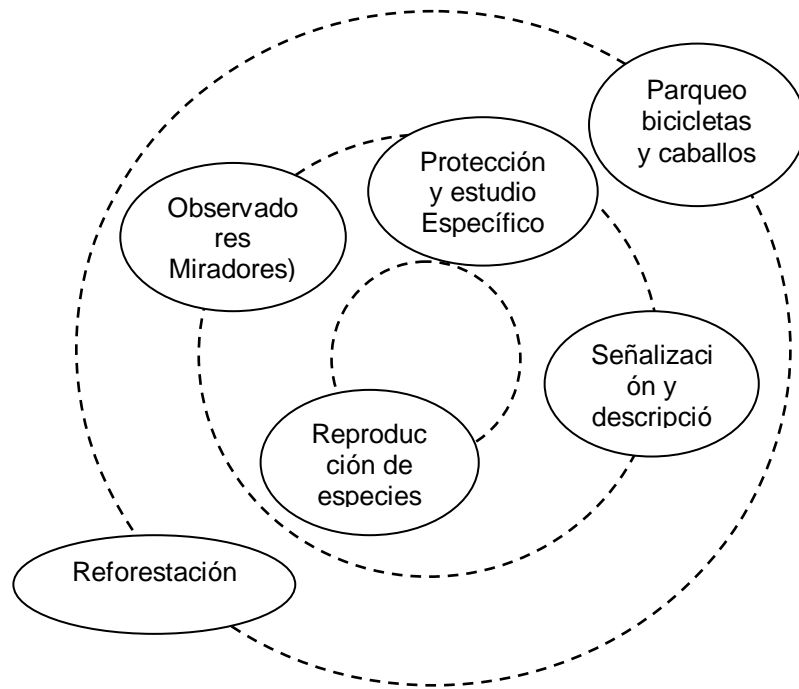 Parqueo
bicicletas
y caballos
Protección
y estudio
Específico
Observado
res
Miradores)
Señalizaci
ón y
descripció
Reproduc
ción de
especies
Reforestación